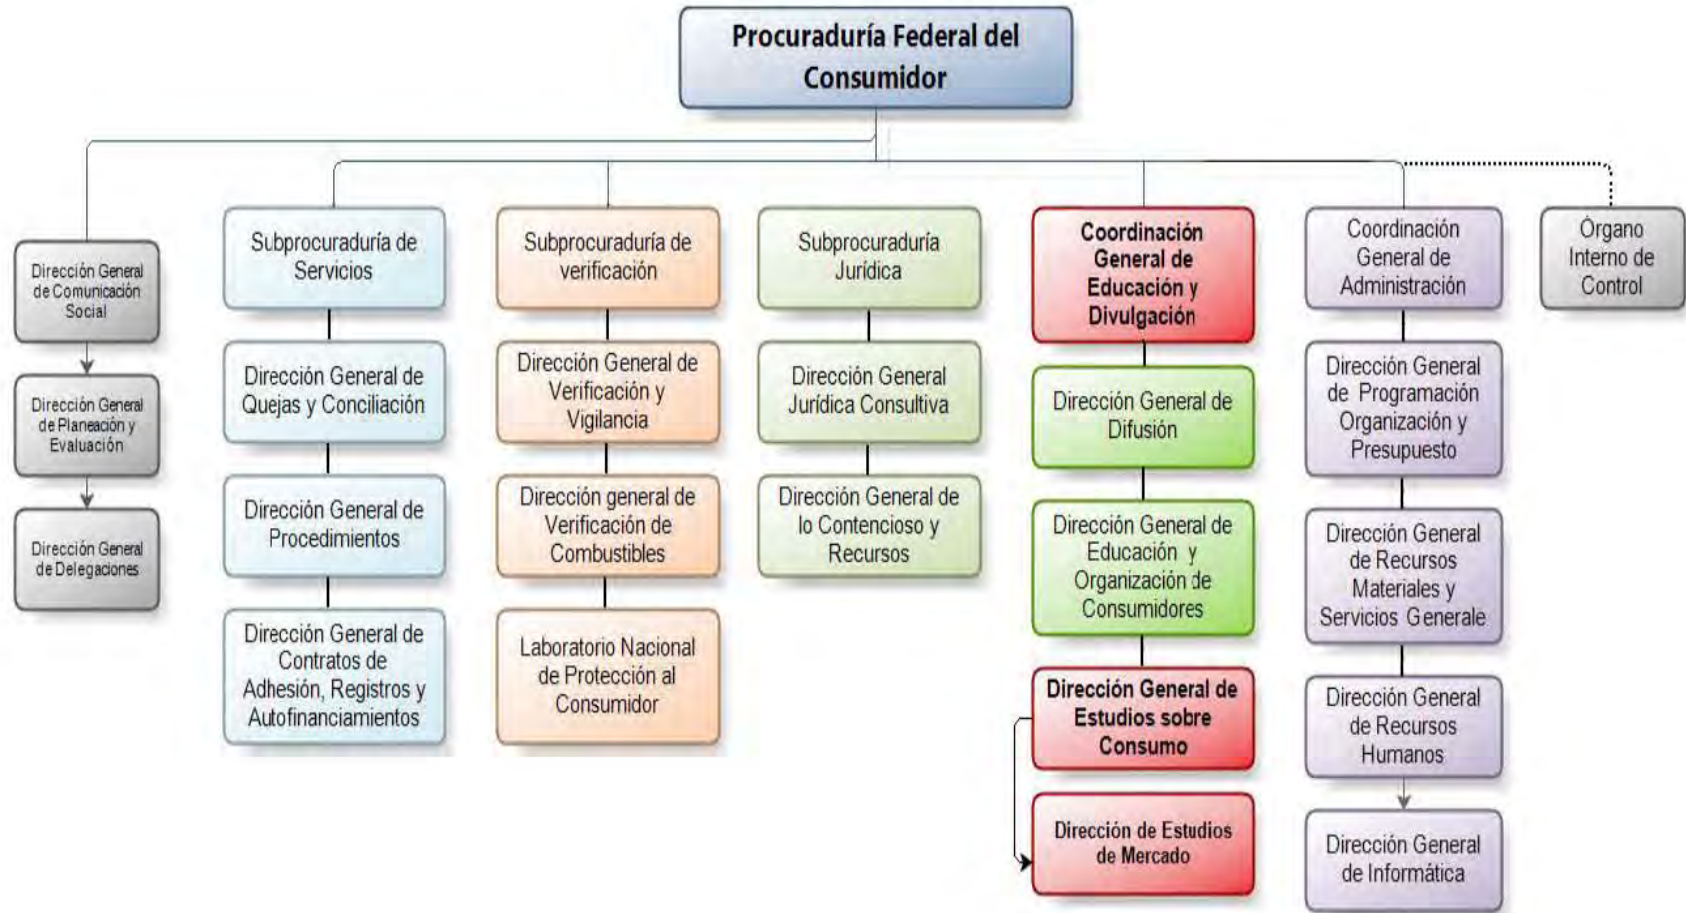 Procuraduría Federal del
Consumidor
Dirección General
de Comunicación
Social
Dirección General
de Planeación y
Evaluación
Dirección General
de Delegaciones
Subprocuraduría de
Servicios
Dirección General de
Quejas y Conciliación
Dirección General de
Procedimientos
Dirección General de
Contratos de
Adhesión, Registros y
Autofinanciamientos
Subprocuraduría de
verificación
Dirección General de
Verificación y
Vigilancia
Dirección general de
Verificación de
Combustibles
Laboratorio Nacional
de Protección al
Consumidor
Subprocuraduría
Jurídica
Dirección General
Jurídica Consultiva
Dirección General de
lo Contencioso y
Recursos
Coordinación
General de
Educación y
Divulgación
Dirección General de
Difusión
Dirección General de
Educación y
Organización de
Consumidores
Dirección General de
Estudios sobre
Consumo
Dirección de Estudios
de Mercado
Coordinación
General de
Administración
Dirección General
de Programación
Organización y
Presupuesto
Dirección General
de Recursos
Materiales y
Servicios Generale
Dirección General
de Recursos
Humanos
Dirección General
de Informática
Órgano
Interno de
Control